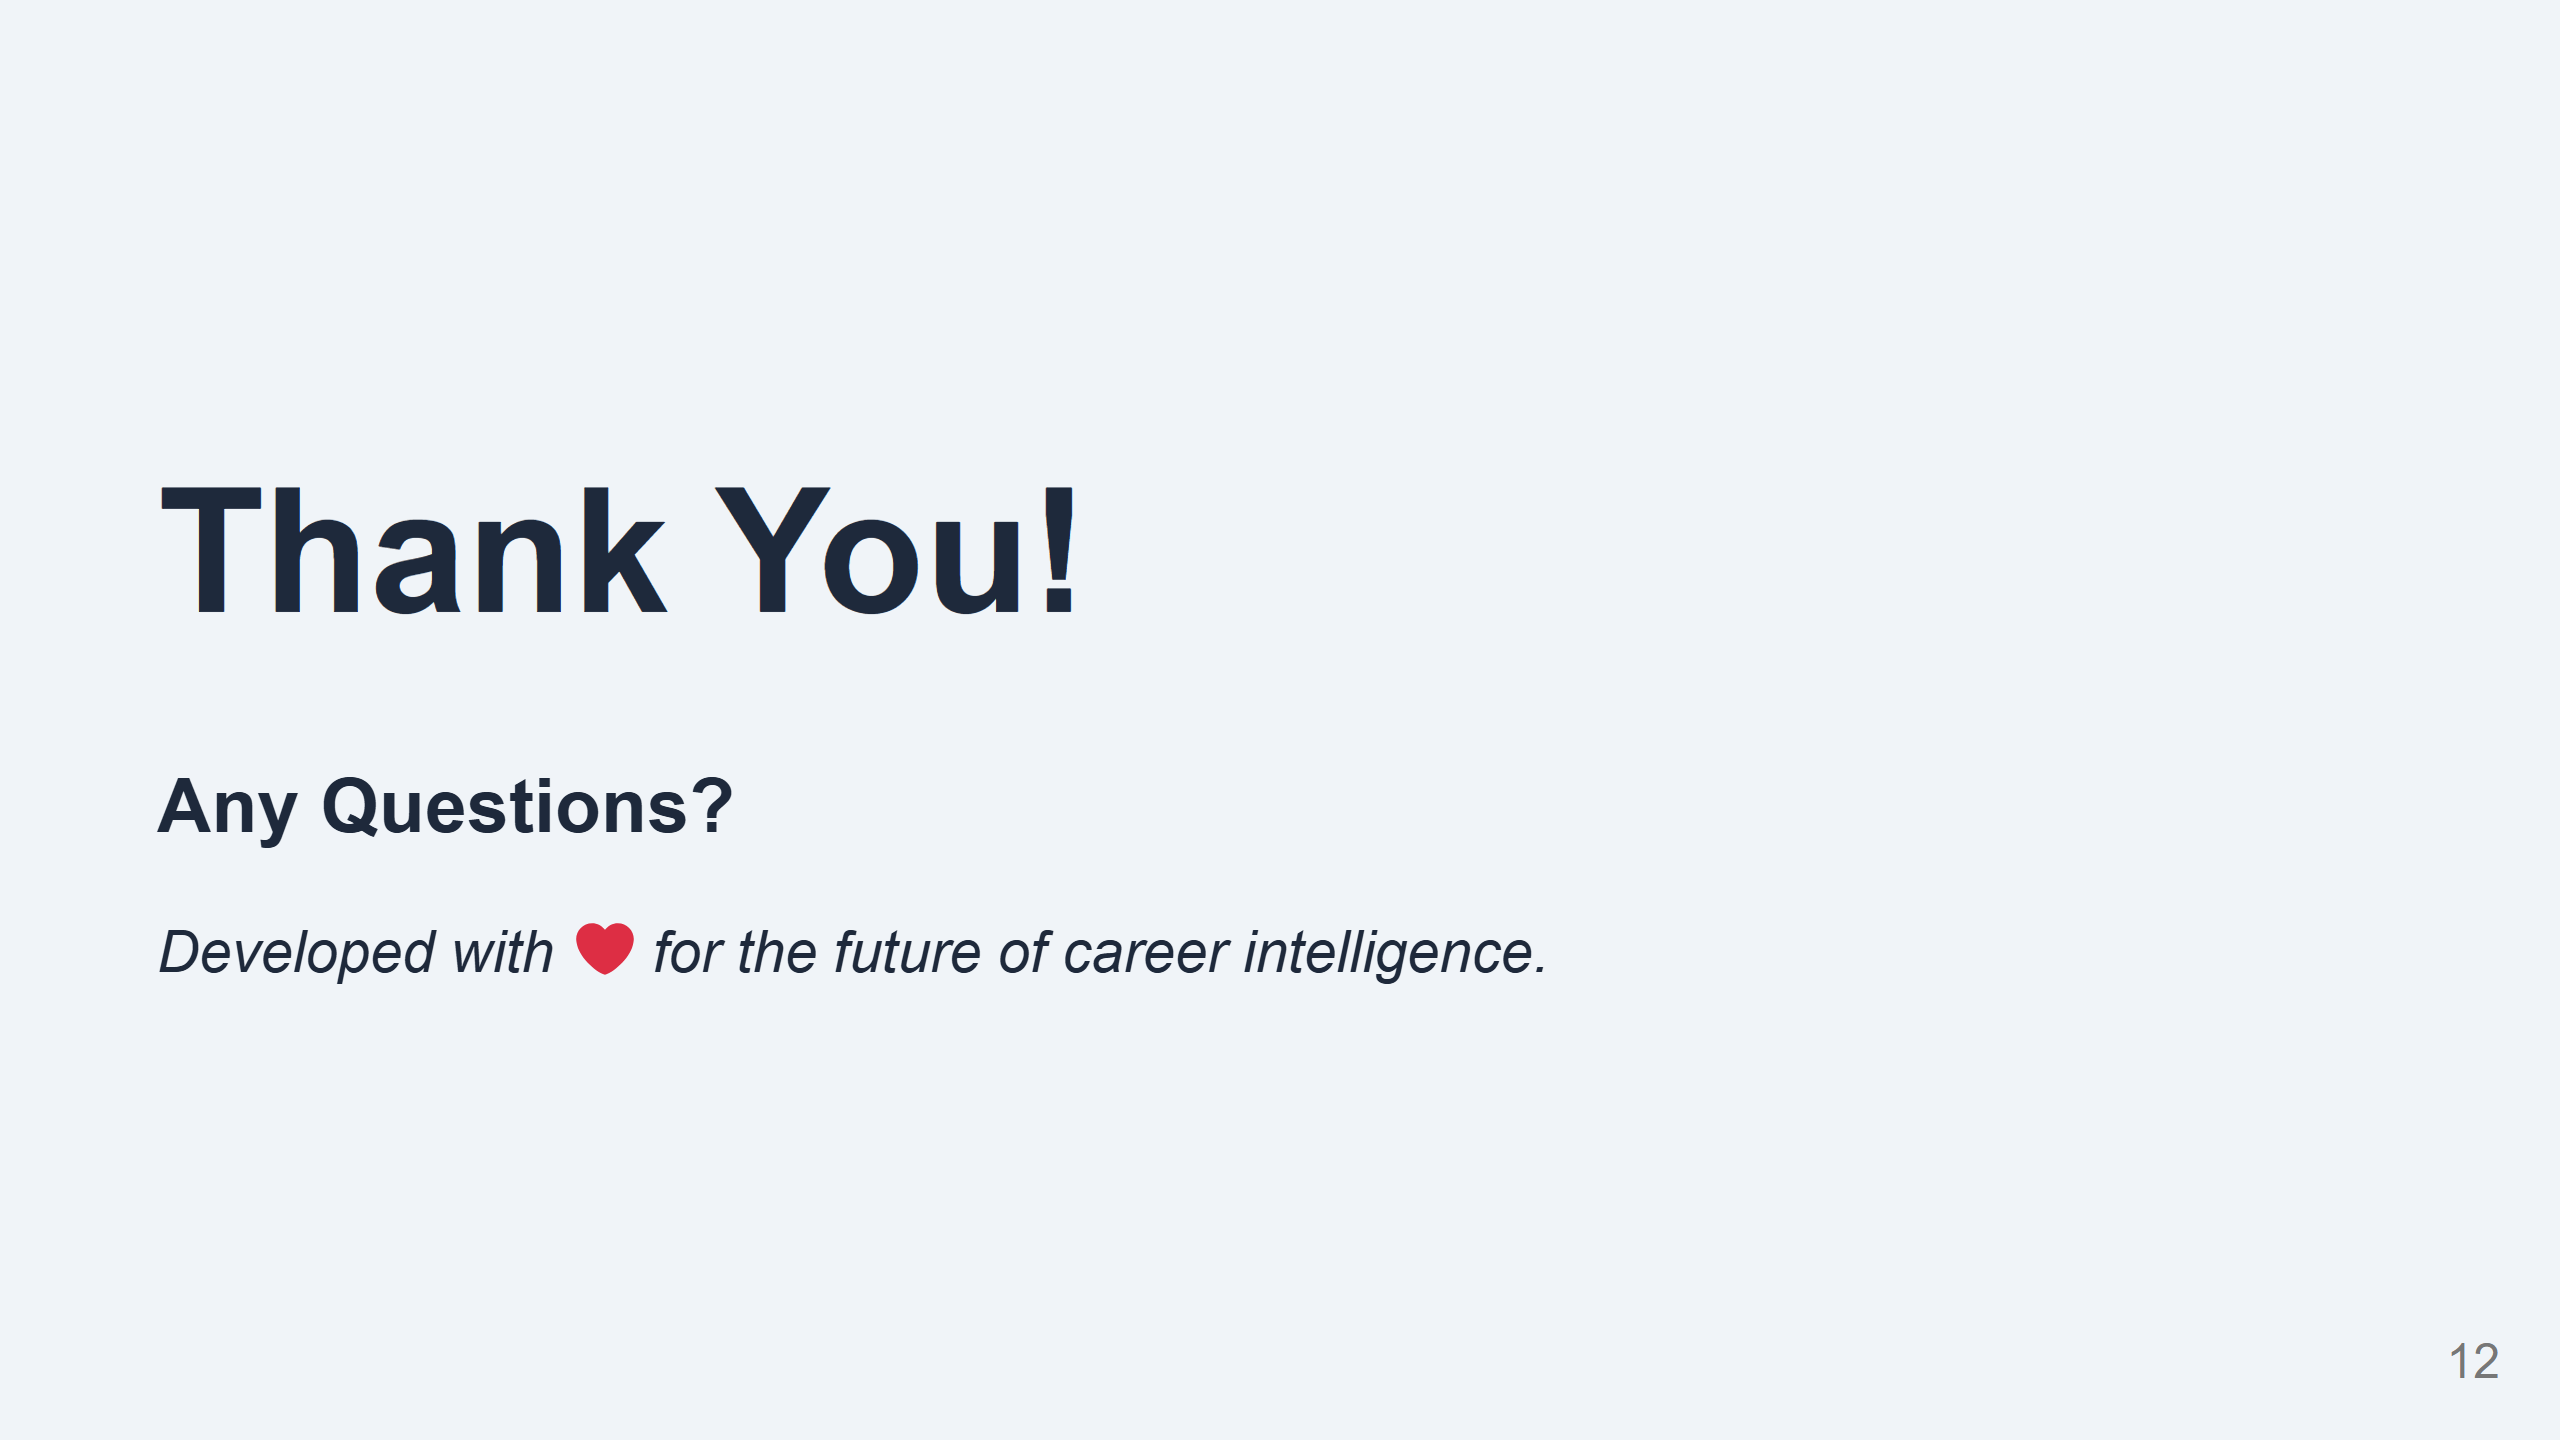 Thank You!
Any Questions?
Developed with ❤️ for the future of career intelligence.
12